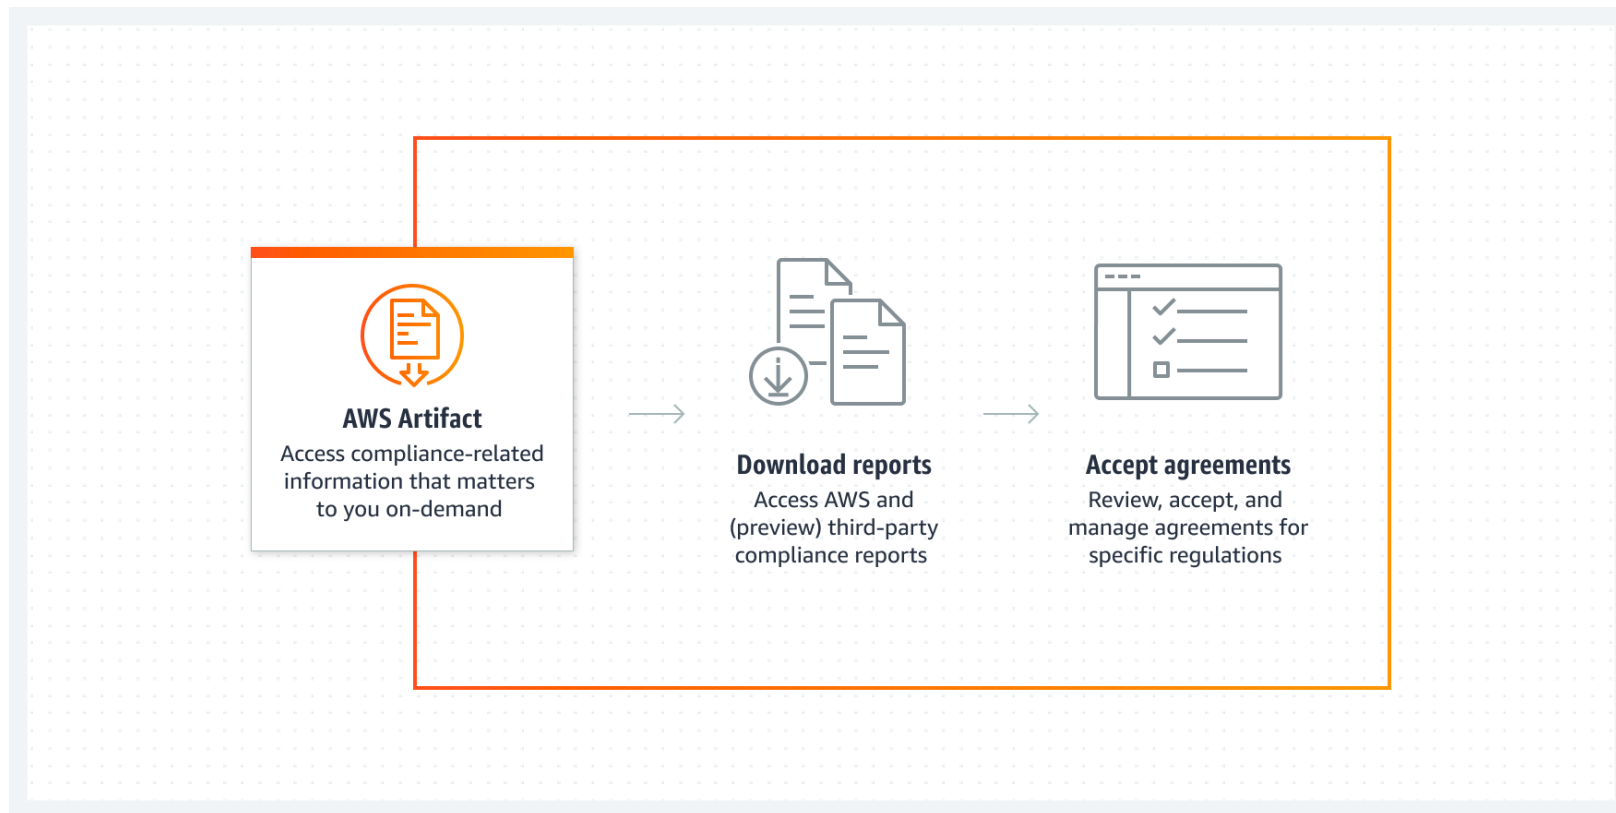 AWS Artifact
Access compliance-related
information that matters
to you on-demand
Download reports
Access AWS and
(preview) third-party
compliance reports
Accept agreements
Review, accept, and
manage agreements for
specific regulations